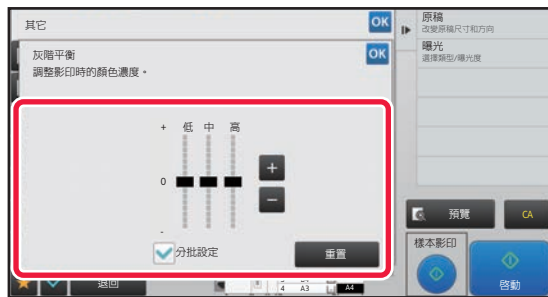 其它
OK
灰階平衡
調整影印時的顏色濃度。
OK
+ 低 中 高
0
-
+
-
分批設定
重置
退回
4 A3
A4
原稿
改變原稿尺寸和方向
曝光
選擇類型/曝光度
預覽
CA
樣本影印
啓動